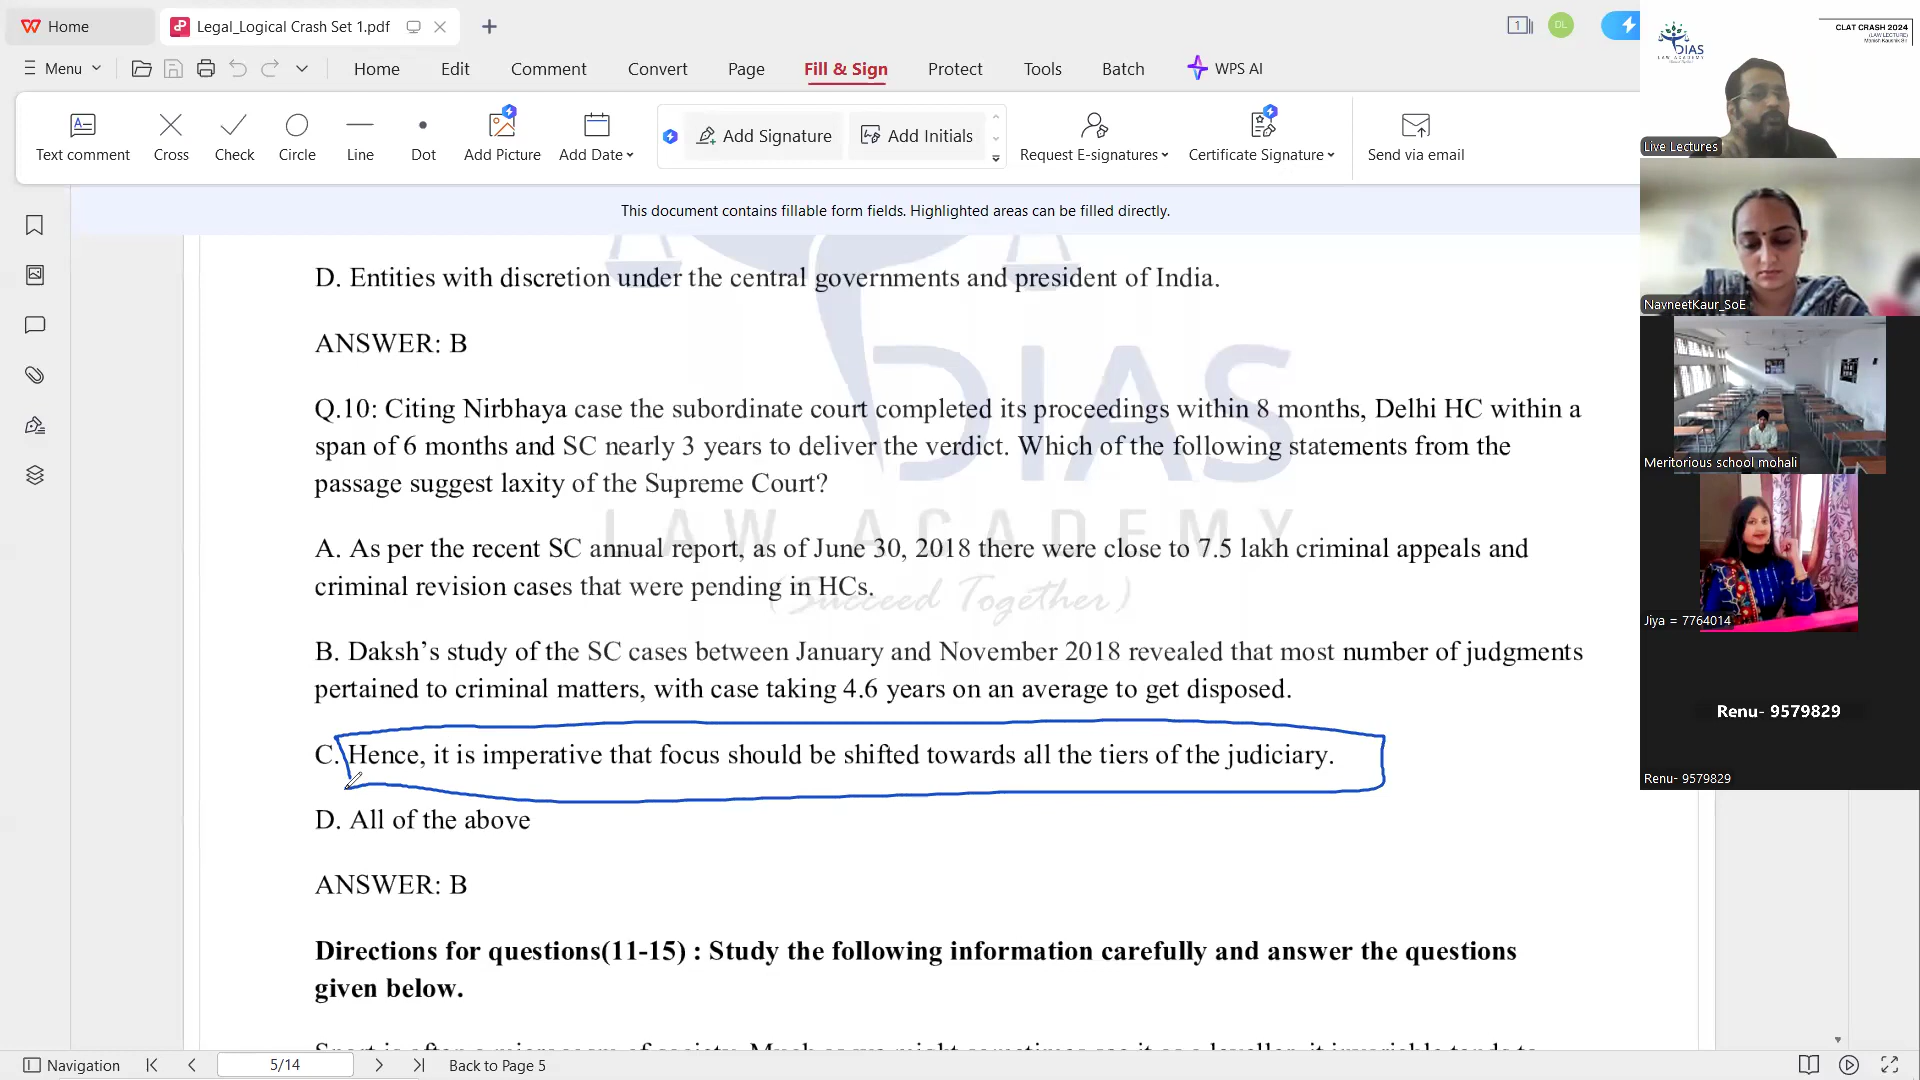 Home
Legal_Logical Crash Set 1.pdf
1
DL
Menu
Home
Edit
Comment
Convert
Page
Fill & Sign
Protect
Tools
Batch
WPS AI
Text comment
Cross
Check
Circle
Line
Dot
Add Picture
Add Date
Add Signature
Add Initials
Request E-signatures
Certificate Signature
Send via email
This document contains fillable form fields. Highlighted areas can be filled directly.
D. Entities with discretion under the central governments and president of India.
ANSWER: B
Q.10: Citing Nirbhaya case the subordinate court completed its proceedings within 8 months, Delhi HC within a
span of 6 months and SC nearly 3 years to deliver the verdict. Which of the following statements from the
passage suggest laxity of the Supreme Court?
A. As per the recent SC annual report, as of June 30, 2018 there were close to 7.5 lakh criminal appeals and
criminal revision cases that were pending in HCs.
B. Daksh’s study of the SC cases between January and November 2018 revealed that most number of judgments
pertained to criminal matters, with case taking 4.6 years on an average to get disposed.
C. Hence, it is imperative that focus should be shifted towards all the tiers of the judiciary.
D. All of the above
ANSWER: B
Directions for questions(11-15) : Study the following information carefully and answer the questions
given below.
DIAS
LAW ACADEMY
(Succeed Together)
Navigation
5/14
Back to Page 5
DIAS
LAW ACADEMY
CLAT CRASH 2024
(LAW LECTURE)
Live Lectures
NavneetKaur_SoE
Meritorious school mohali
Jiya = 7764014
Renu- 9579829
Renu- 9579829